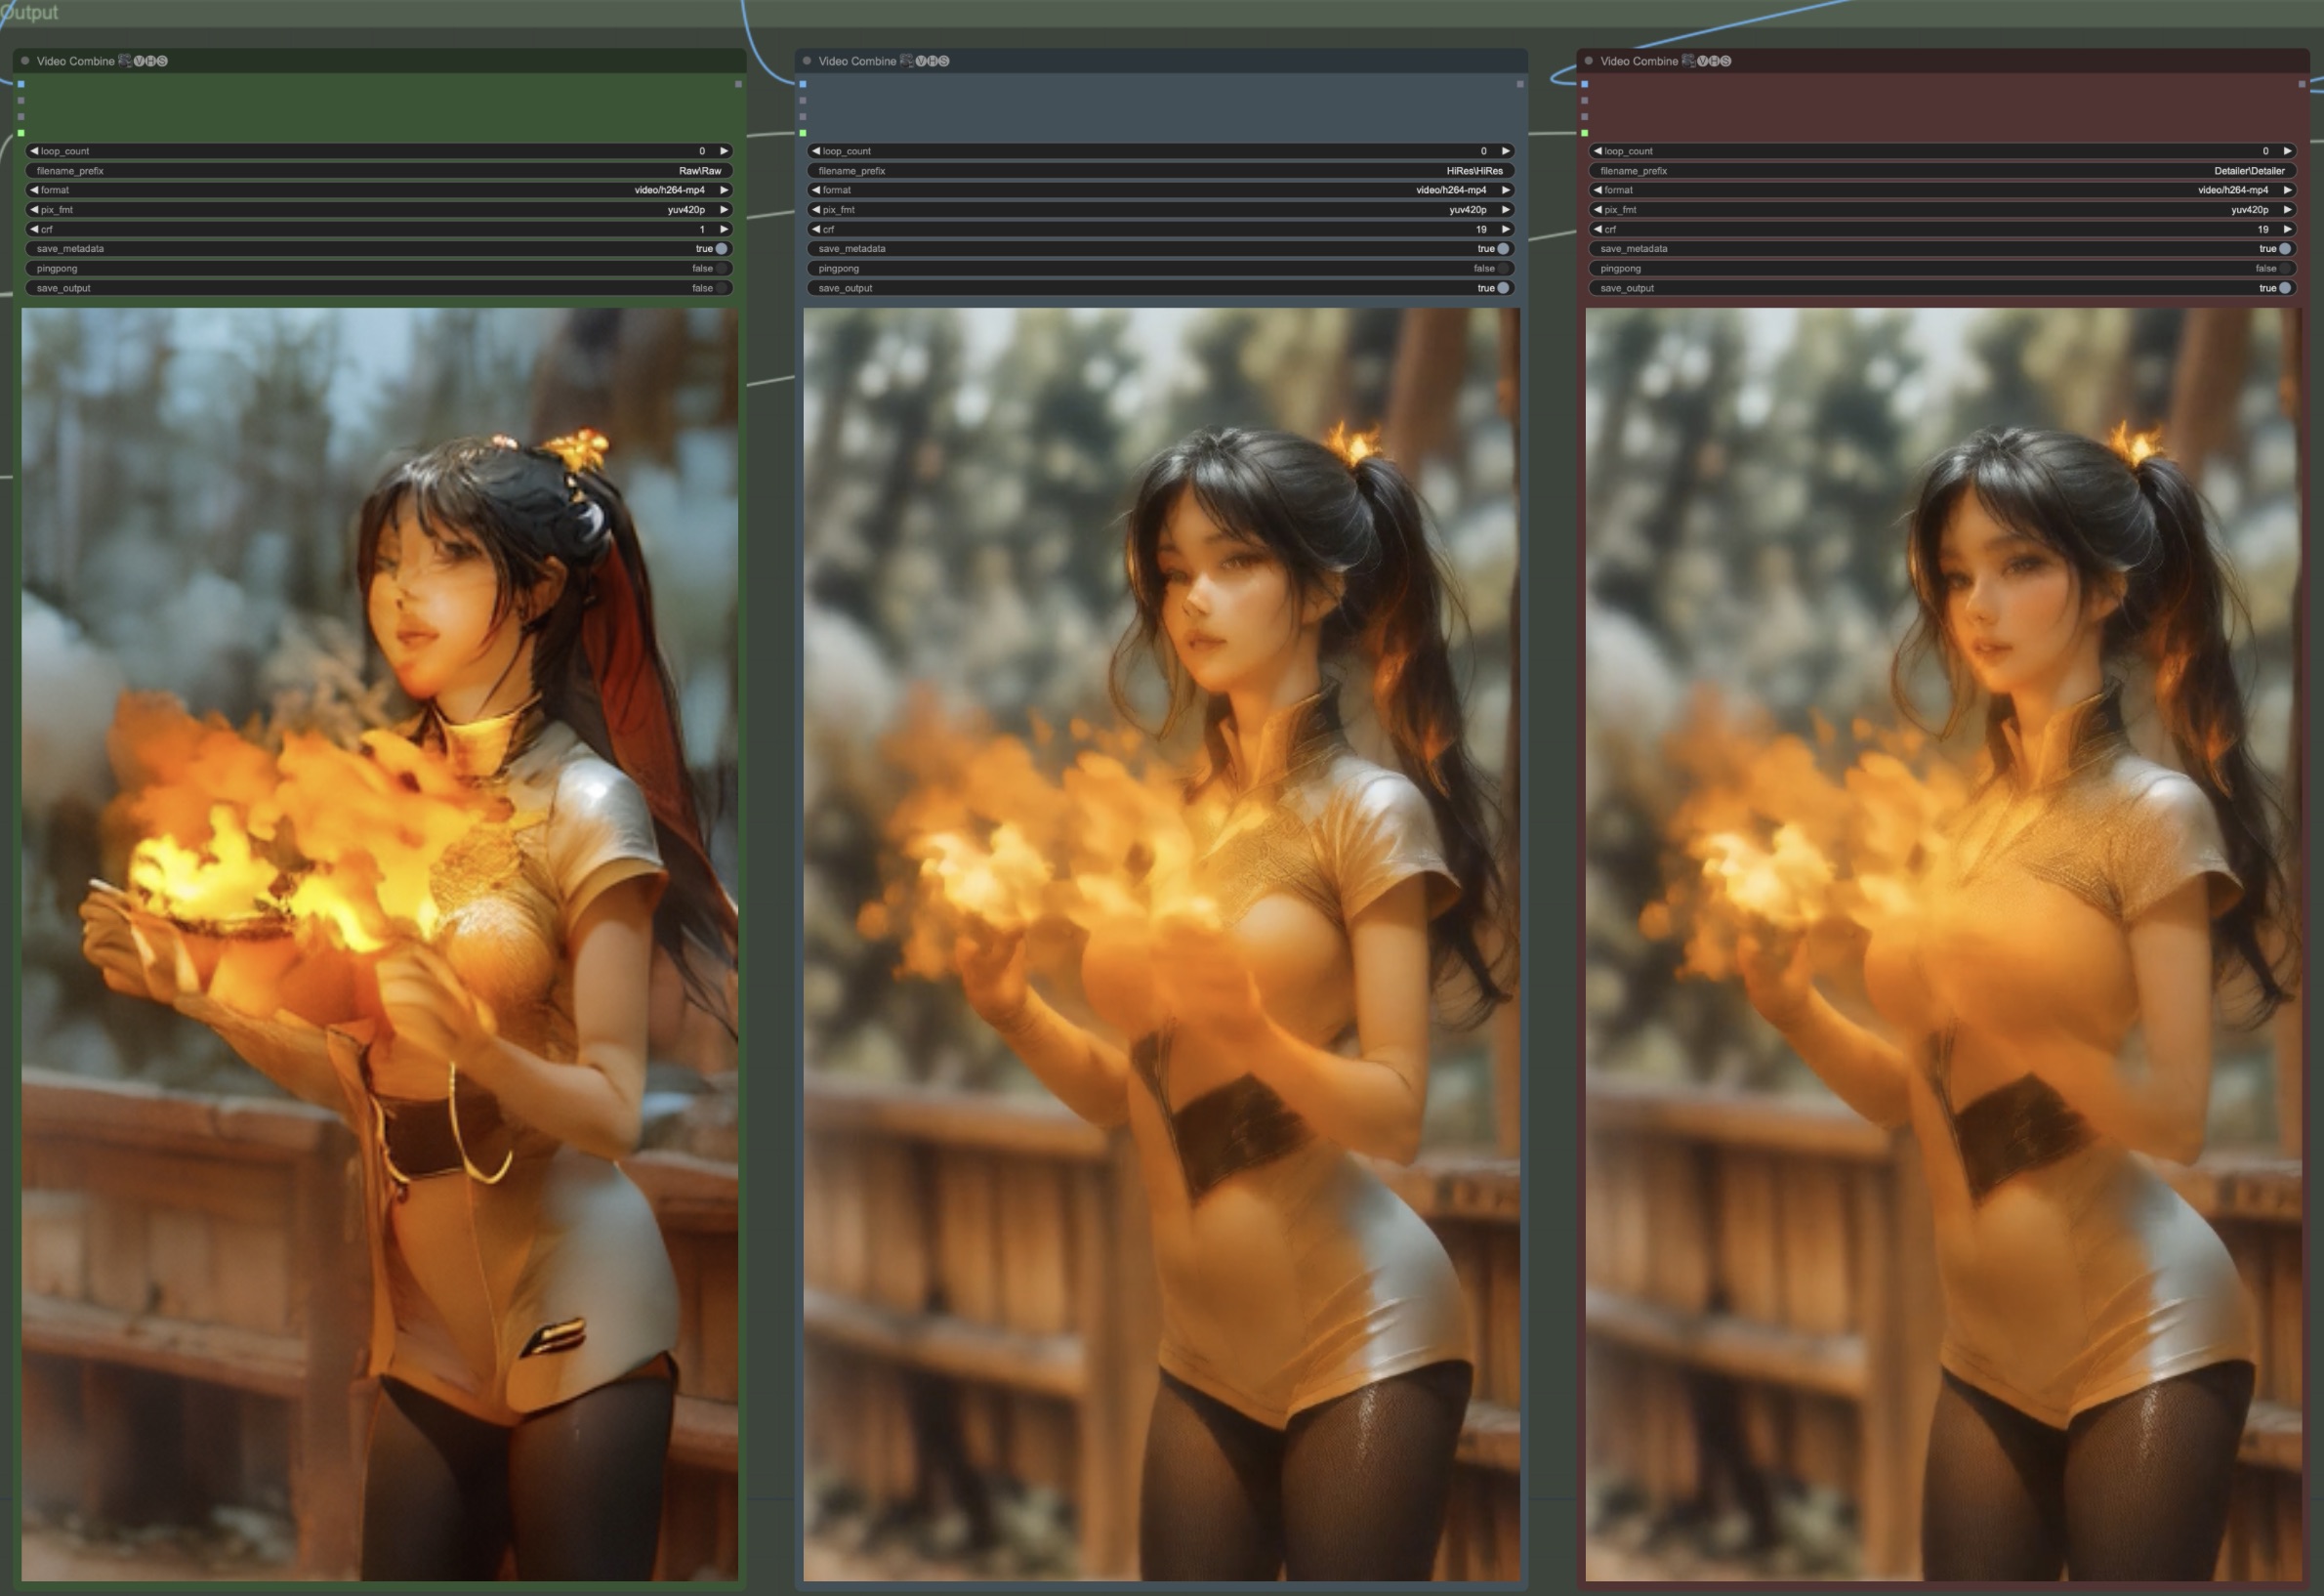 Output
Video Combine 🎥🅥🅗🅢
loop_count 0
filename_prefix Raw\Raw
format video/h264-mp4
pix_fmt yuv420p
crf 1
save_metadata true
pingpong false
save_output false
Video Combine 🎥🅥🅗🅢
loop_count 0
filename_prefix HiRes\HiRes
format video/h264-mp4
pix_fmt yuv420p
crf 19
save_metadata true
pingpong false
save_output true
Video Combine 🎥🅥🅗🅢
loop_count 0
filename_prefix Detailer\Detailer
format video/h264-mp4
pix_fmt yuv420p
crf 19
save_metadata true
pingpong false
save_output true